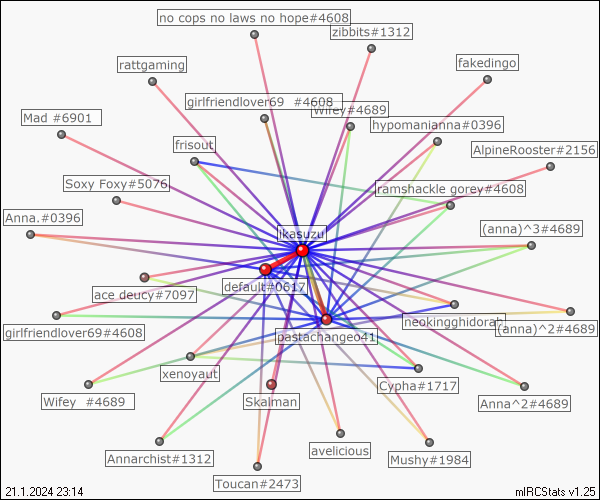 no cops no laws no hope#4608
zibbits#1312
rattgaming
fakedingo
girlfriendlover69 #4608
Wifey#4689
Mad #6901
hypomanianna#0396
frisout
AlpineRooster#2156
Soxy Foxy#5076
ramshackle gorey#4608
Anna.#0396
ikasuzu
(anna)^3#4689
default#0617
ace deucy#7097
neokingghidorah
(anna)^2#4689
girlfriendlover69#4608
pastachangeo41
xenoyaut
Cypha#1717
Wifey #4689
Skalman
Anna^2#4689
avelicious
Annarchist#1312
Mushy#1984
Toucan#2473
21.1.2024 23:14
mIRCStats v1.25